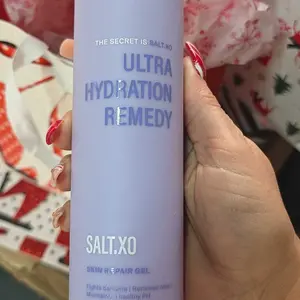 THE SECRET IS SALT.XO
ULTRA
HYDRATION
REMEDY
SALT.XO
SKIN REPAIR GEL